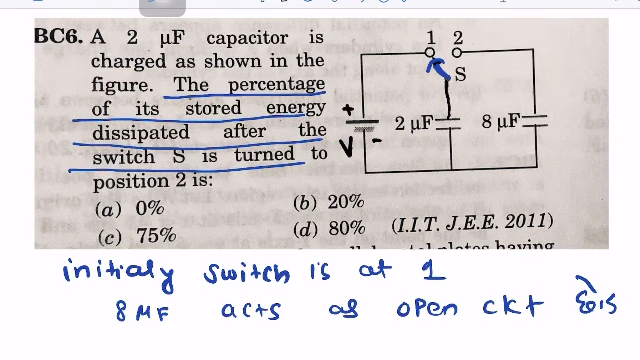 BC6. A 2 μF capacitor is
charged as shown in the
figure. The percentage
of its stored energy
dissipated after the
switch S is turned to
position 2 is:
(a) 0% (b) 20%
(c) 75% (d) 80% (I.I.T. J.E.E. 2011)
1 2
S
+
2 μF 8 μF
V -
initialy switch is at 1
8 MF acts as open ckt